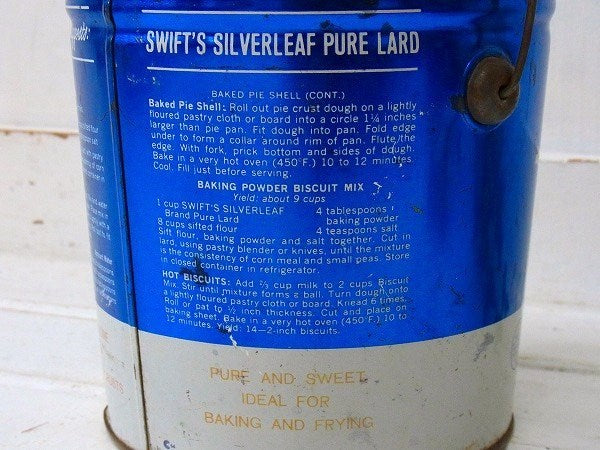 SWIFT'S SILVERLEAF PURE LARD
BAKED PIE SHELL (CONT.)
Baked Pie Shell: Roll out pie crust dough on a lightly
floured pastry cloth or board into a circle 1¼ inches
larger than pie pan. Fit dough into pan. Fold edge
under to form a collar around rim of pan. Flute the
edge. With fork, prick bottom and sides of dough.
Bake in a very hot oven (450°F.) 10 to 12 minutes.
Cool. Fill just before serving.
BAKING POWDER BISCUIT MIX
Yield: about 9 cups
1 cup SWIFT'S SILVERLEAF
Brand Pure Lard
8 cups sifted flour
4 tablespoons
baking powder
4 teaspoons salt
Sift flour, baking powder and salt together. Cut in
lard, using pastry blender or knives, until the mixture
is the consistency of corn meal and small peas. Store
in closed container in refrigerator.
HOT BISCUITS: Add ⅔ cup milk to 2 cups Biscuit
Mix. Stir until mixture forms a ball. Turn dough onto
a lightly floured pastry cloth or board. Knead 6 times.
Roll or pat to ½ inch thickness. Cut and place on
baking sheet. Bake in a very hot oven (450°F.) 10 to
12 minutes. Yield: 14—2-inch biscuits.
PURE AND SWEET
IDEAL FOR
BAKING AND FRYING